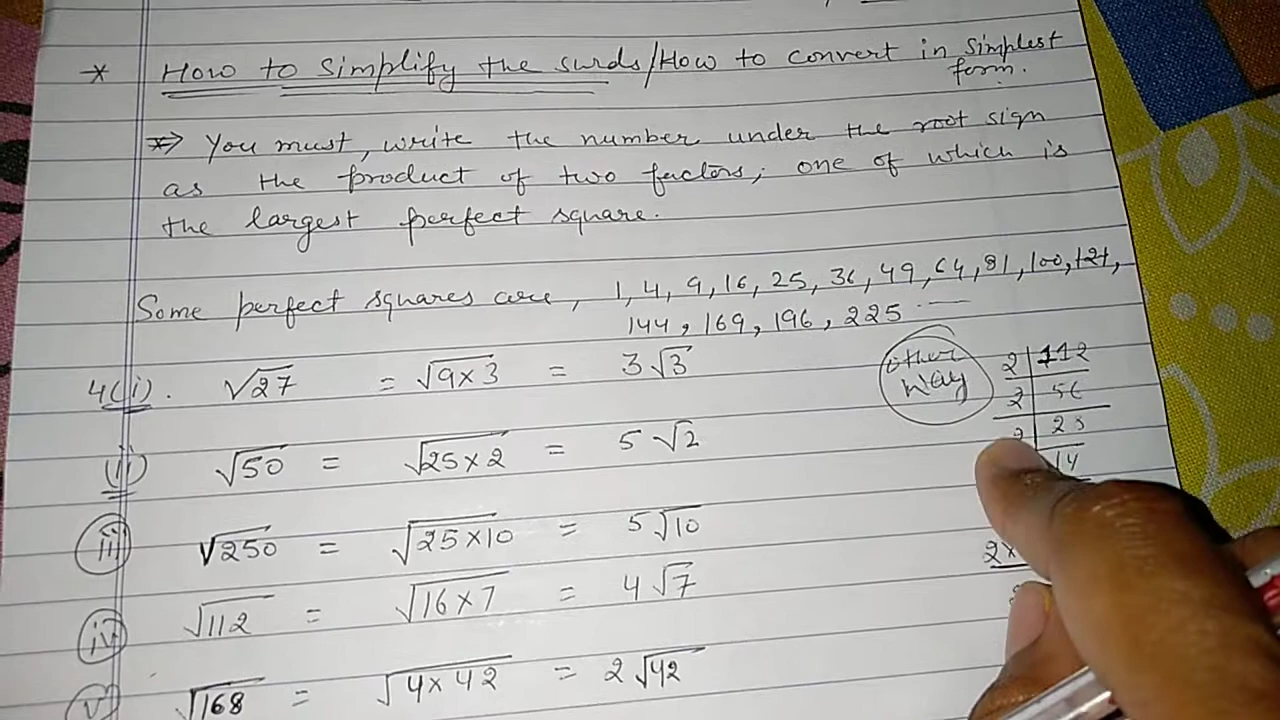 * How to simplify the surds/How to convert in simplest
form.
⇒ You must, write the number under the root sign
as the product of two factors, one of which is
the largest perfect square.
Some perfect squares are, 1, 4, 9, 16, 25, 36, 49, 64, 81, 100, 121,
144, 169, 196, 225 ......
4(i). √27 = √9×3 = 3√3
(ii) √50 = √25×2 = 5√2
iii) √250 = √25×10 = 5√10
iv) √112 = √16×7 = 4√7
v) √168 = √4×42 = 2√42
other
way
2 | 112
2 | 56
2 | 28
14
2×